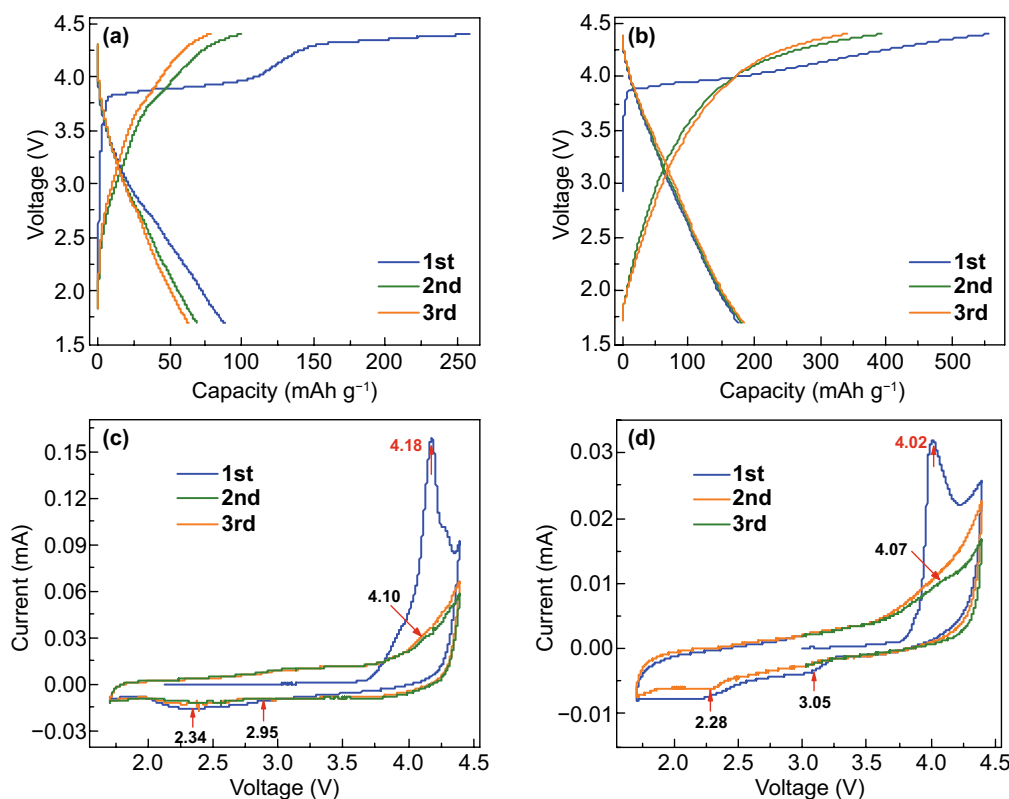 (a)
4.5
4.0
3.5
3.0
2.5
2.0
1.5
Voltage (V)
1st
2nd
3rd
0 50 100 150 200 250
Capacity (mAh g⁻¹)
(b)
4.5
4.0
3.5
3.0
2.5
2.0
1.5
Voltage (V)
1st
2nd
3rd
0 100 200 300 400 500
Capacity (mAh g⁻¹)
(c)
0.15
0.12
0.09
0.06
0.03
0.00
−0.03
Current (mA)
1st
2nd
3rd
4.18
4.10
2.34
2.95
2.0 2.5 3.0 3.5 4.0 4.5
Voltage (V)
(d)
0.03
0.02
0.01
0.00
−0.01
Current (mA)
1st
2nd
3rd
4.02
4.07
2.28
3.05
2.0 2.5 3.0 3.5 4.0 4.5
Voltage (V)